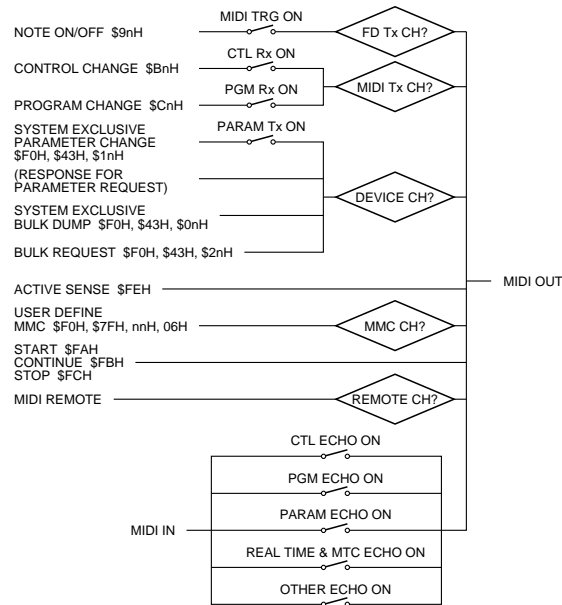 MIDI TRG ON
NOTE ON/OFF $9nH
FD Tx CH?
CTL Rx ON
CONTROL CHANGE $BnH
MIDI Tx CH?
PGM Rx ON
PROGRAM CHANGE $CnH
SYSTEM EXCLUSIVE
PARAMETER CHANGE
$F0H, $43H, $1nH
PARAM Tx ON
(RESPONSE FOR
PARAMETER REQUEST)
DEVICE CH?
SYSTEM EXCLUSIVE
BULK DUMP $F0H, $43H, $0nH
BULK REQUEST $F0H, $43H, $2nH
MIDI OUT
ACTIVE SENSE $FEH
USER DEFINE
MMC $F0H, $7FH, nnH, 06H
MMC CH?
START $FAH
CONTINUE $FBH
STOP $FCH
MIDI REMOTE
REMOTE CH?
CTL ECHO ON
PGM ECHO ON
MIDI IN
PARAM ECHO ON
REAL TIME & MTC ECHO ON
OTHER ECHO ON